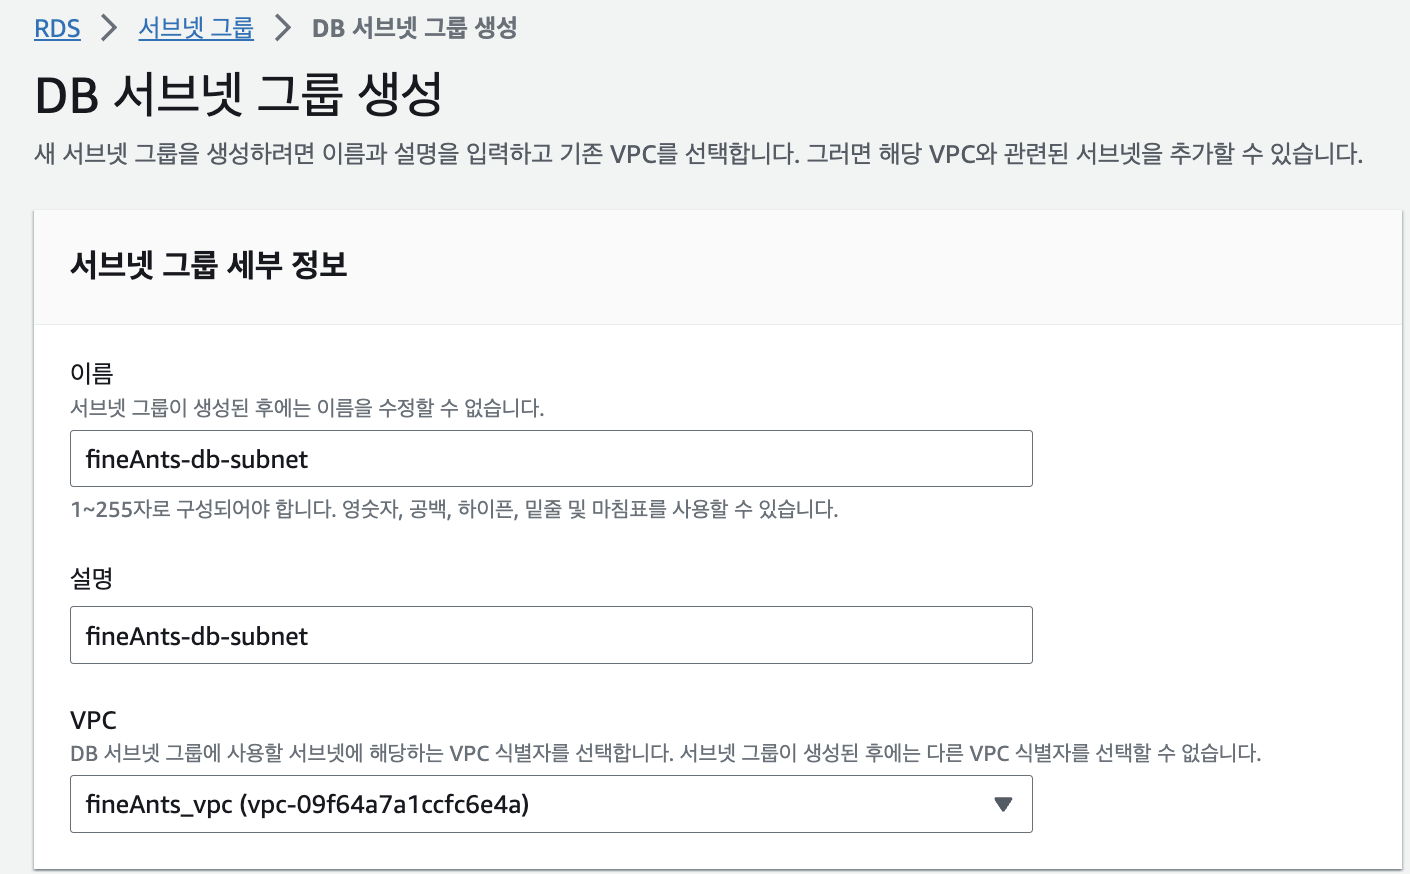 RDS > 서브넷 그룹 > DB 서브넷 그룹 생성
DB 서브넷 그룹 생성
새 서브넷 그룹을 생성하려면 이름과 설명을 입력하고 기존 VPC를 선택합니다. 그러면 해당 VPC와 관련된 서브넷을 추가할 수 있습니다.
서브넷 그룹 세부 정보
이름
서브넷 그룹이 생성된 후에는 이름을 수정할 수 없습니다.
fineAnts-db-subnet
1~255자로 구성되어야 합니다. 영숫자, 공백, 하이픈, 밑줄 및 마침표를 사용할 수 있습니다.
설명
fineAnts-db-subnet
VPC
DB 서브넷 그룹에 사용할 서브넷에 해당하는 VPC 식별자를 선택합니다. 서브넷 그룹이 생성된 후에는 다른 VPC 식별자를 선택할 수 없습니다.
fineAnts_vpc (vpc-09f64a7a1ccfc6e4a)